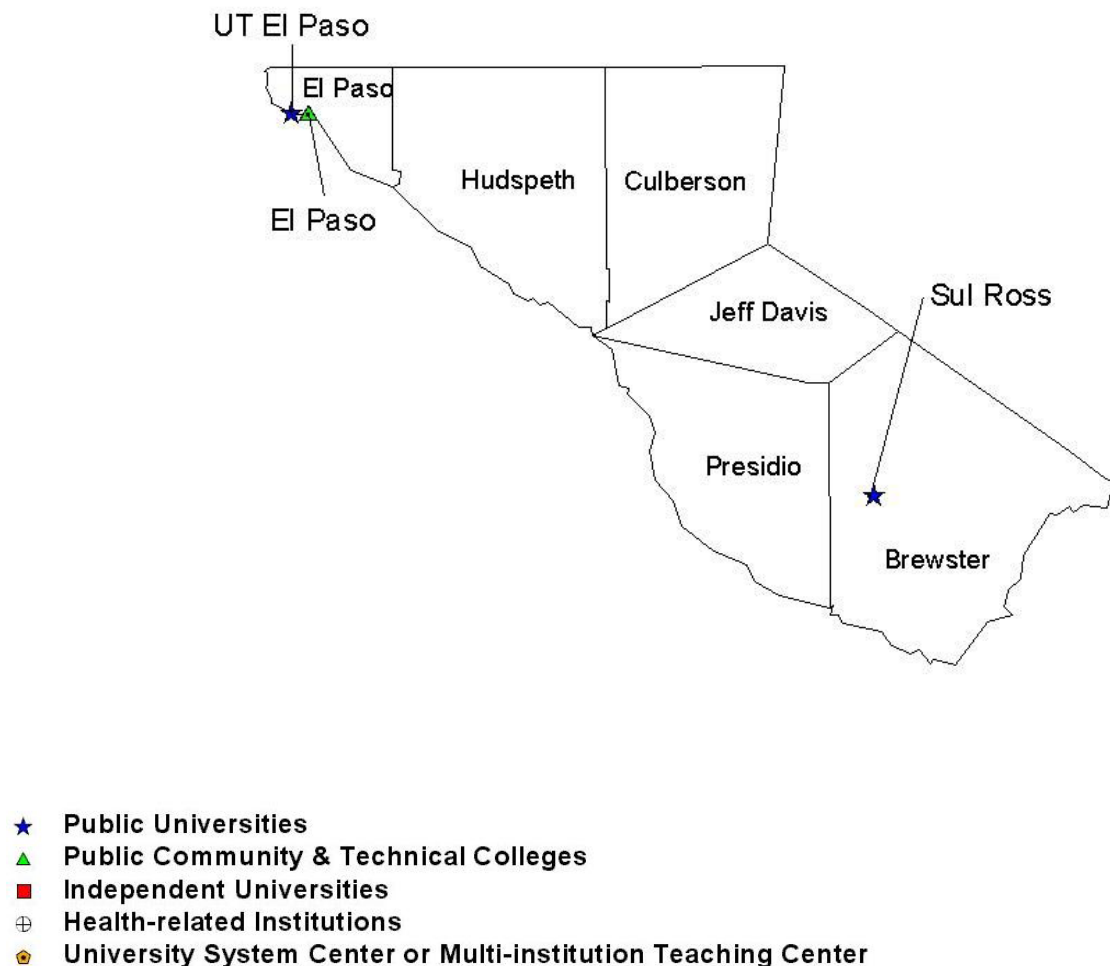 UT El Paso
El Paso
El Paso
Hudspeth
Culberson
Jeff Davis
Sul Ross
Presidio
Brewster
Public Universities
Public Community & Technical Colleges
Independent Universities
Health-related Institutions
University System Center or Multi-institution Teaching Center